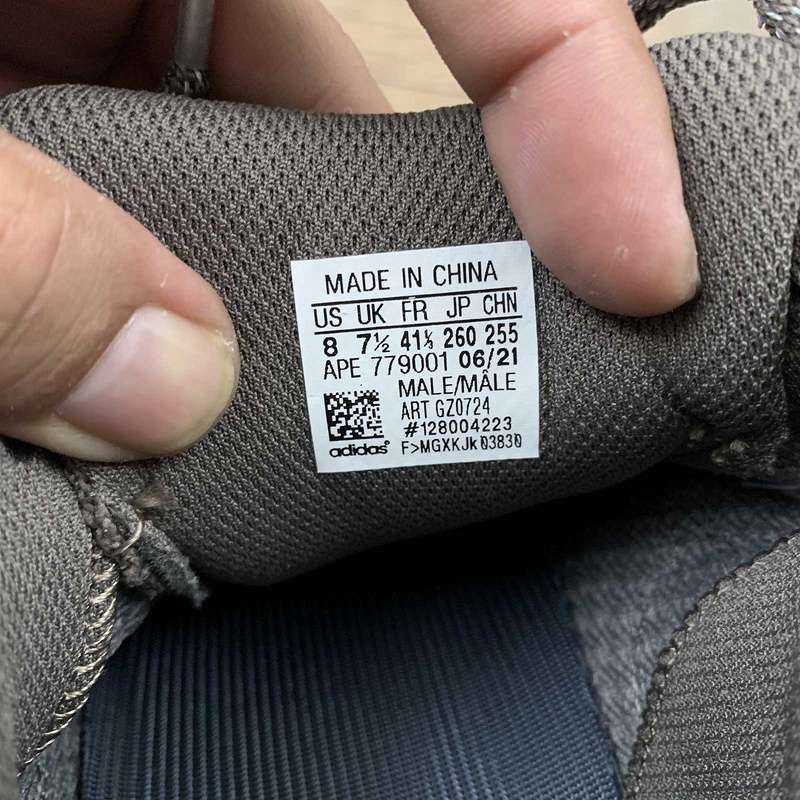 MADE IN CHINA
US UK FR JP CHN
8 7½ 41⅓ 260 255
APE 779001 06/21
MALE/MÂLE
ART GZ0724
#128004223
F>MGXKJk03830
adidas®